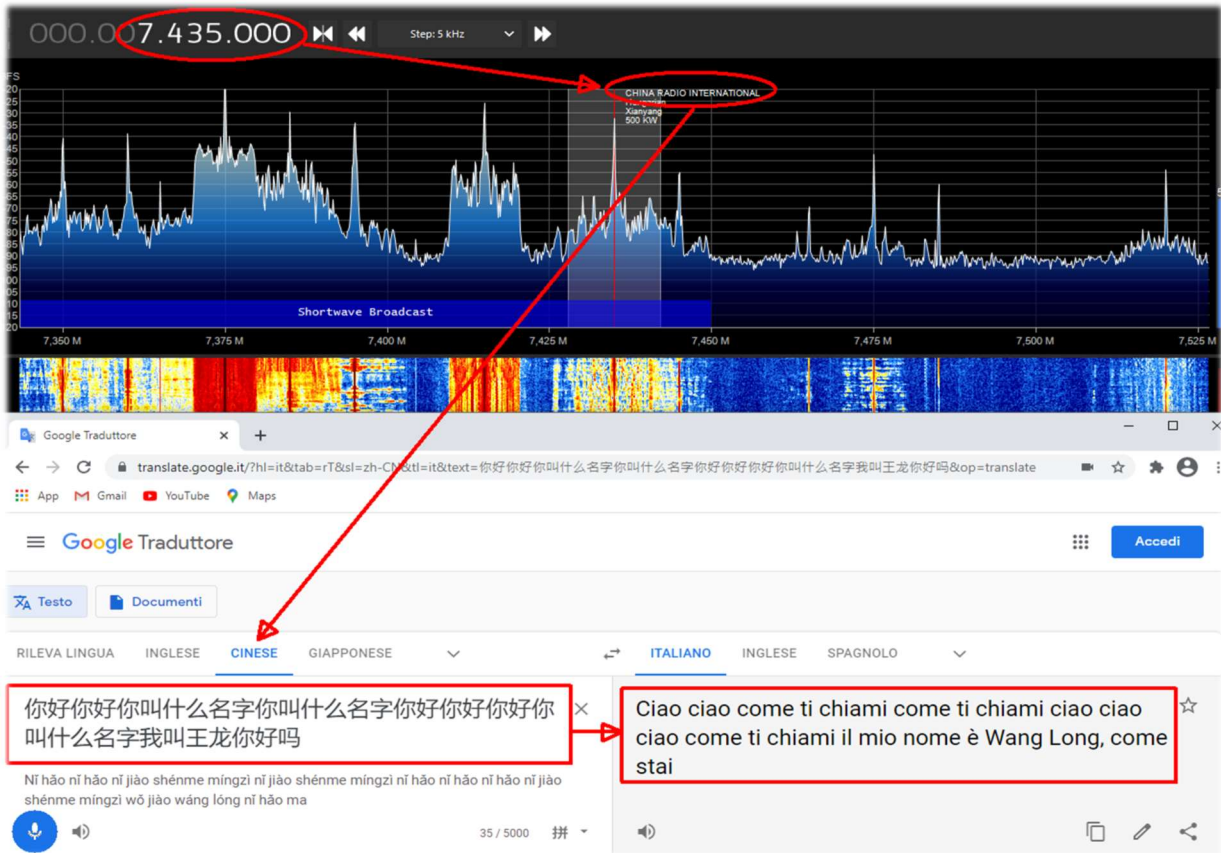 000.007.435.000
Step: 5 kHz
CHINA RADIO INTERNATIONAL
Xianyang
500 KW
Shortwave Broadcast
7,350 M 7,375 M 7,400 M 7,425 M 7,450 M 7,475 M 7,500 M 7,525 M
Google Traduttore
translate.google.it/?hl=it&tab=rT&sl=zh-CN&tl=it&text=你好你好你叫什么名字你叫什么名字你好你好你好你叫什么名字我叫王龙你好吗&op=translate
App Gmail YouTube Maps
Google Traduttore
Accedi
Testo Documenti
RILEVA LINGUA INGLESE CINESE GIAPPONESE ITALIANO INGLESE SPAGNOLO
你好你好你叫什么名字你叫什么名字你好你好你好你
叫什么名字我叫王龙你好吗
Nǐ hǎo nǐ hǎo nǐ jiào shénme míngzì nǐ jiào shénme míngzì nǐ hǎo nǐ hǎo nǐ hǎo nǐ jiào
shénme míngzì wǒ jiào wáng lóng nǐ hǎo ma
35 / 5000 拼
Ciao ciao come ti chiami come ti chiami ciao ciao
ciao come ti chiami il mio nome è Wang Long, come
stai